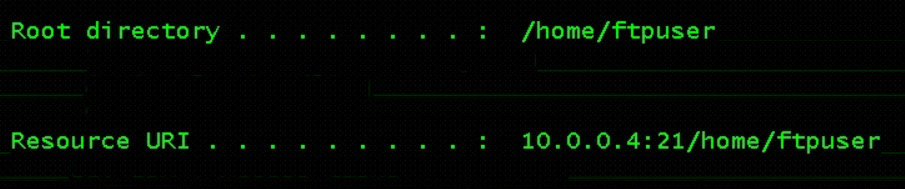 Root directory . . . . . . . . . : /home/ftpuser
Resource URI . . . . . . . . . . : 10.0.0.4:21/home/ftpuser